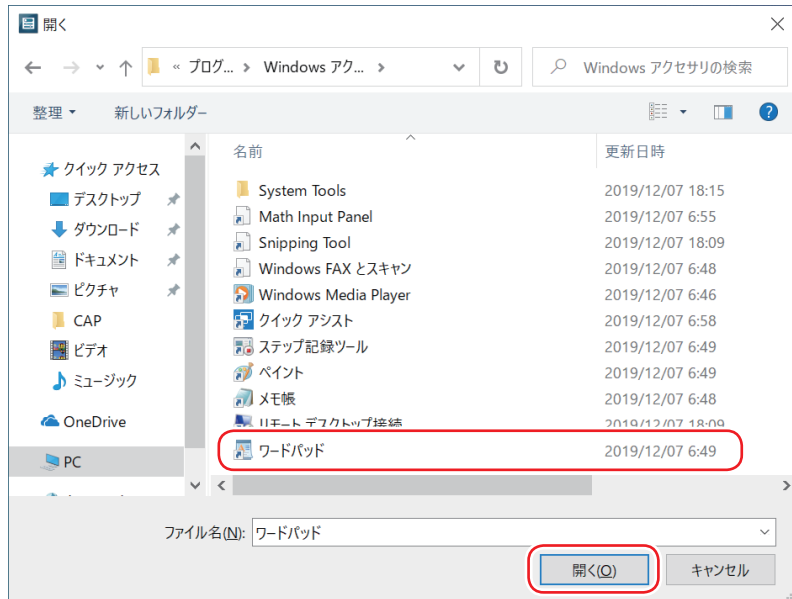 開く
« プログ... › Windows アク... ›
Windows アクセサリの検索
整理
新しいフォルダー
名前
更新日時
クイック アクセス
デスクトップ
ダウンロード
ドキュメント
ピクチャ
CAP
ビデオ
ミュージック
OneDrive
PC
System Tools 2019/12/07 18:15
Math Input Panel 2019/12/07 6:55
Snipping Tool 2019/12/07 18:09
Windows FAX とスキャン 2019/12/07 6:48
Windows Media Player 2019/12/07 6:46
クイック アシスト 2019/12/07 6:58
ステップ記録ツール 2019/12/07 6:49
ペイント 2019/12/07 6:49
メモ帳 2019/12/07 6:48
リモート デスクトップ接続 2019/12/07 18:09
ワードパッド 2019/12/07 6:49
ファイル名(N): ワードパッド
開く(O)
キャンセル